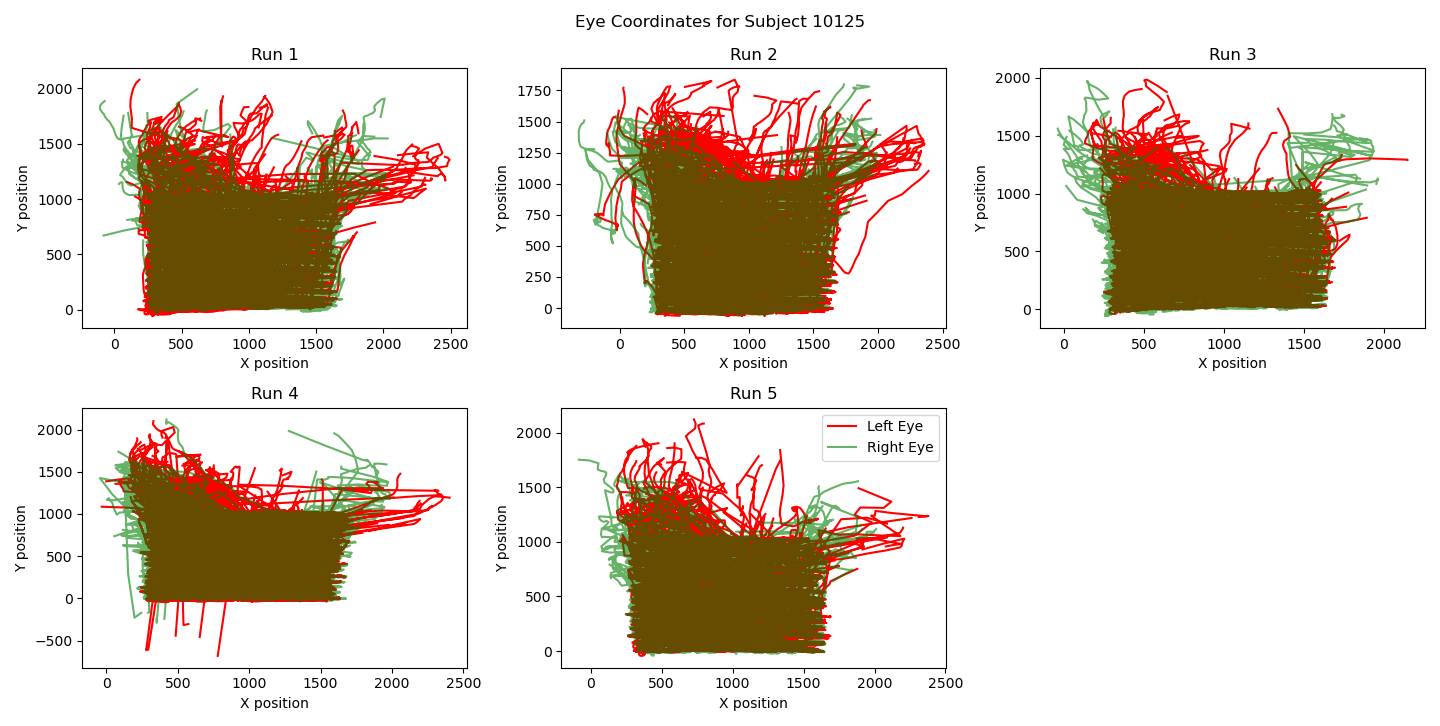 Eye Coordinates for Subject 10125
Run 1
2000
1500
1000
500
0
Y position
0 500 1000 1500 2000 2500
X position
Run 2
1750
1500
1250
1000
750
500
250
0
Y position
0 500 1000 1500 2000 2500
X position
Run 3
2000
1500
1000
500
0
Y position
0 500 1000 1500 2000
X position
Run 4
2000
1500
1000
500
0
−500
Y position
0 500 1000 1500 2000 2500
X position
Run 5
Left Eye
Right Eye
2000
1500
1000
500
0
Y position
0 500 1000 1500 2000 2500
X position